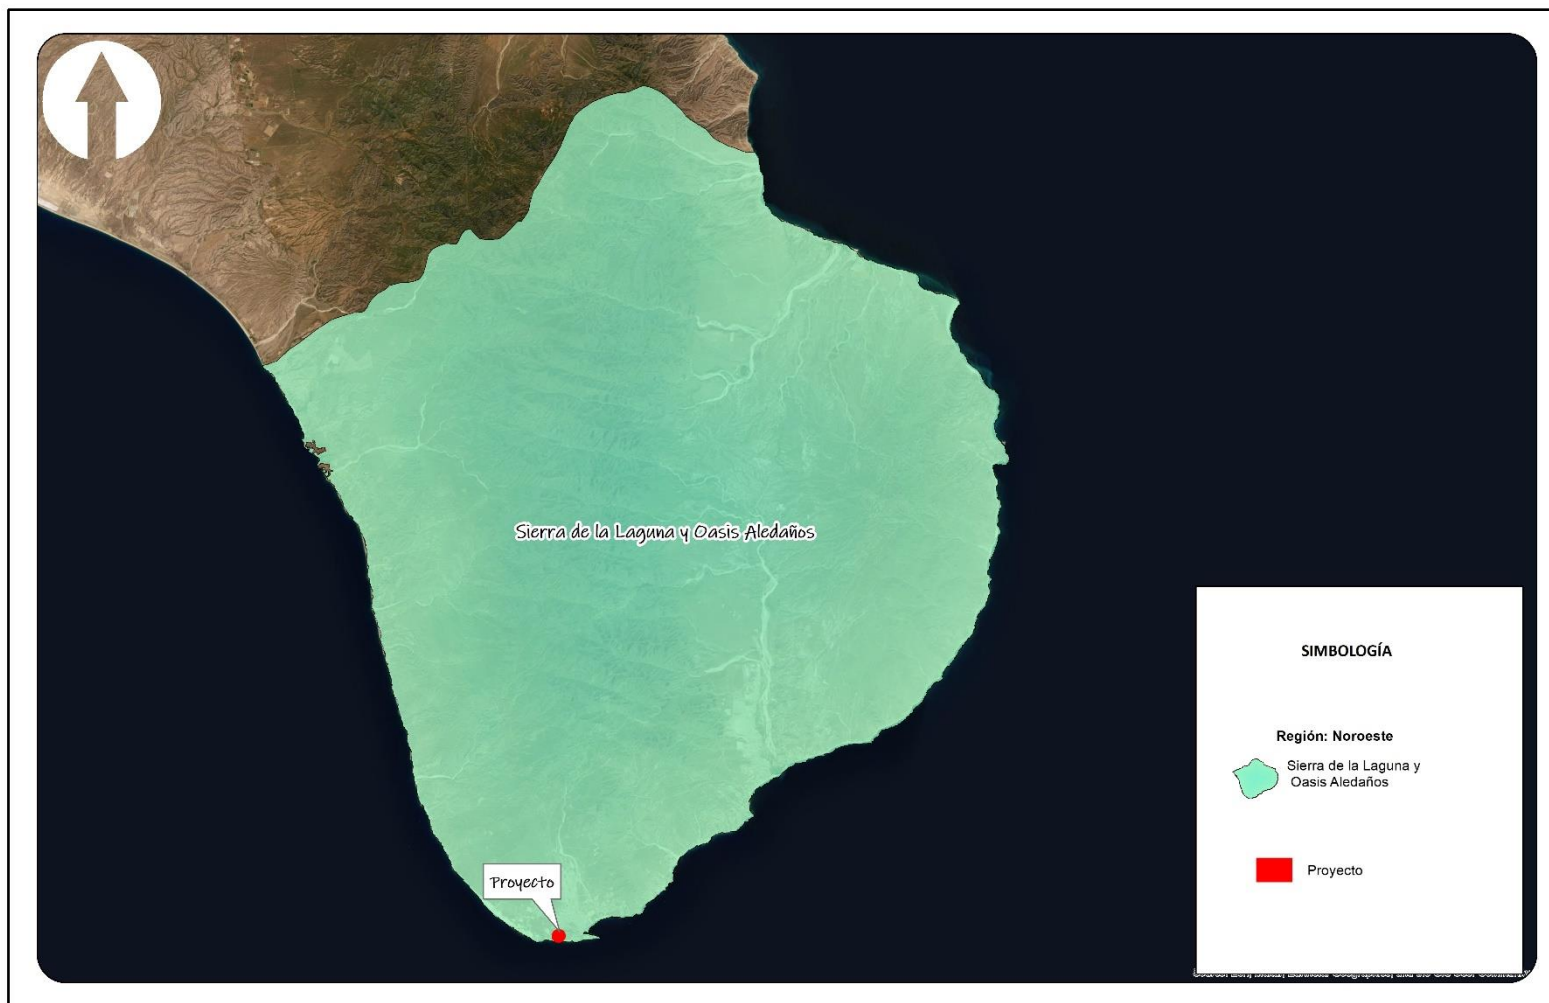 Sierra de la Laguna y Oasis Aledaños
Proyecto
SIMBOLOGÍA
Región: Noroeste
Sierra de la Laguna y
Oasis Aledaños
Proyecto